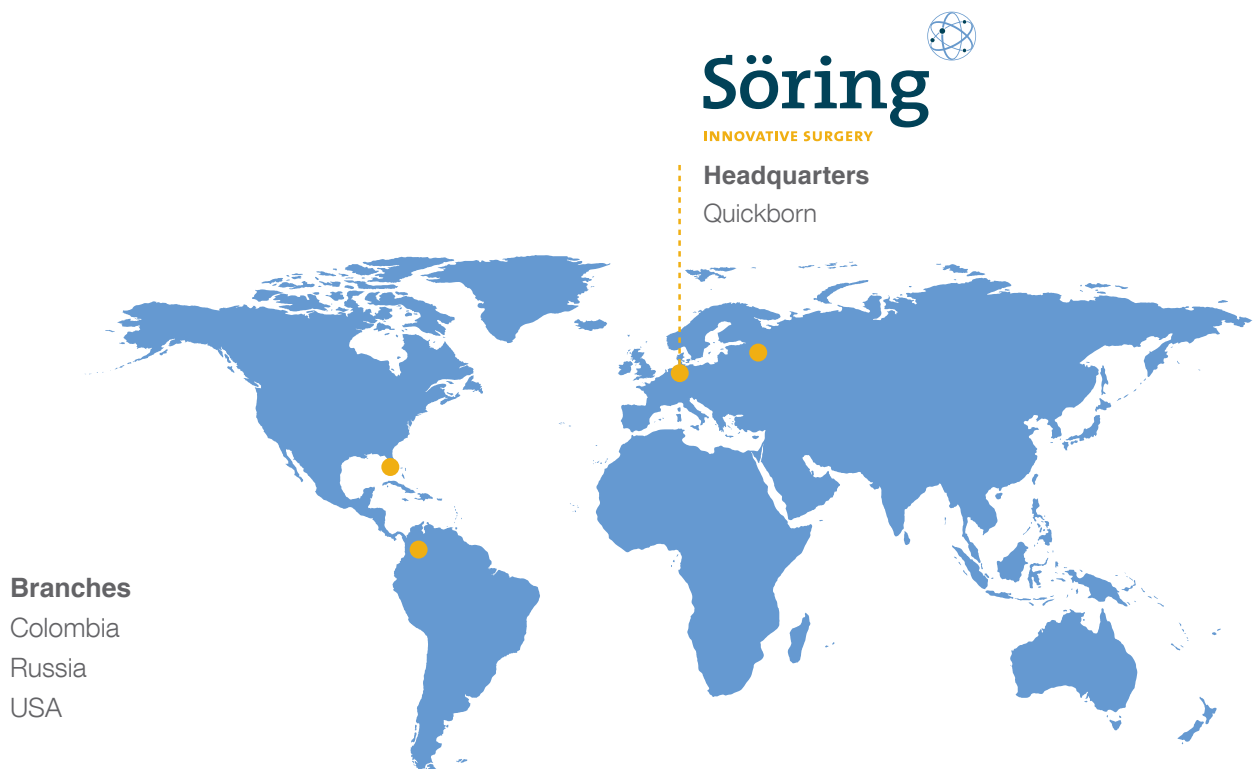 Söring
INNOVATIVE SURGERY
Headquarters
Quickborn
Branches
Colombia
Russia
USA